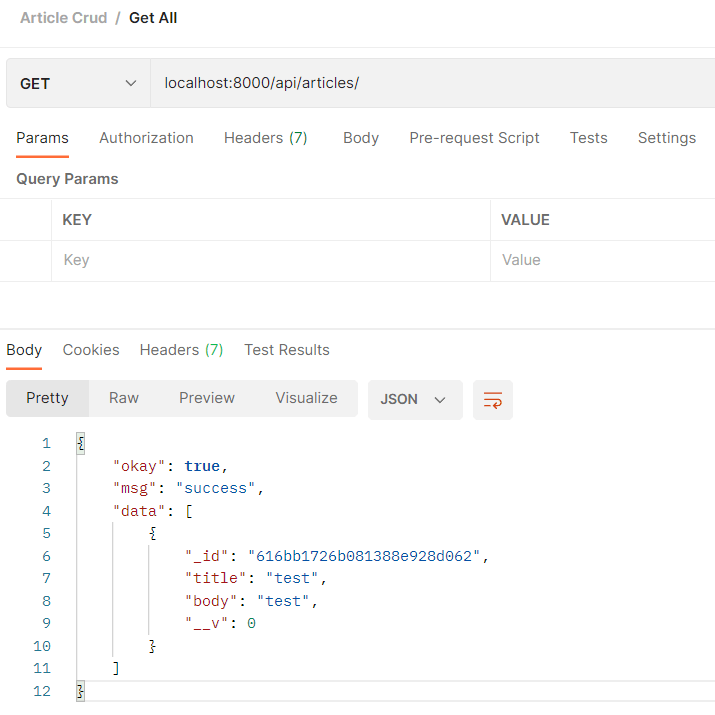 Article Crud / Get All
GET localhost:8000/api/articles/
Params Authorization Headers (7) Body Pre-request Script Tests Settings
Query Params
KEY VALUE
Key Value
Body Cookies Headers (7) Test Results
Pretty Raw Preview Visualize JSON
1 {
2 "okay": true,
3 "msg": "success",
4 "data": [
5 {
6 "_id": "616bb1726b081388e928d062",
7 "title": "test",
8 "body": "test",
9 "__v": 0
10 }
11 ]
12 }